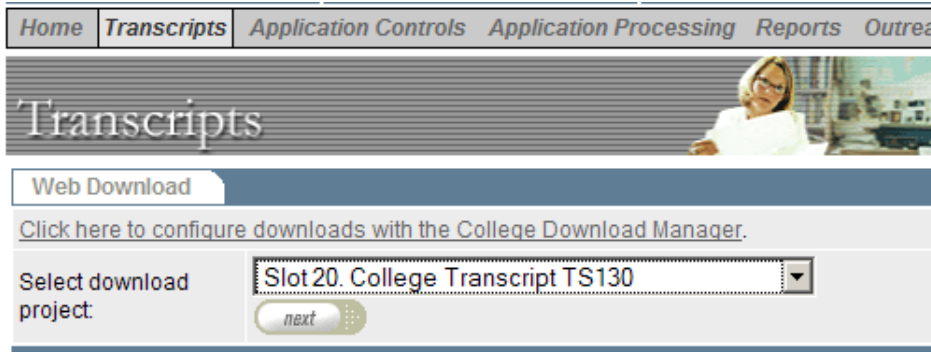 Home Transcripts Application Controls Application Processing Reports Outrea
Transcripts
Web Download
Click here to configure downloads with the College Download Manager.
Select download project:
Slot 20. College Transcript TS130
next